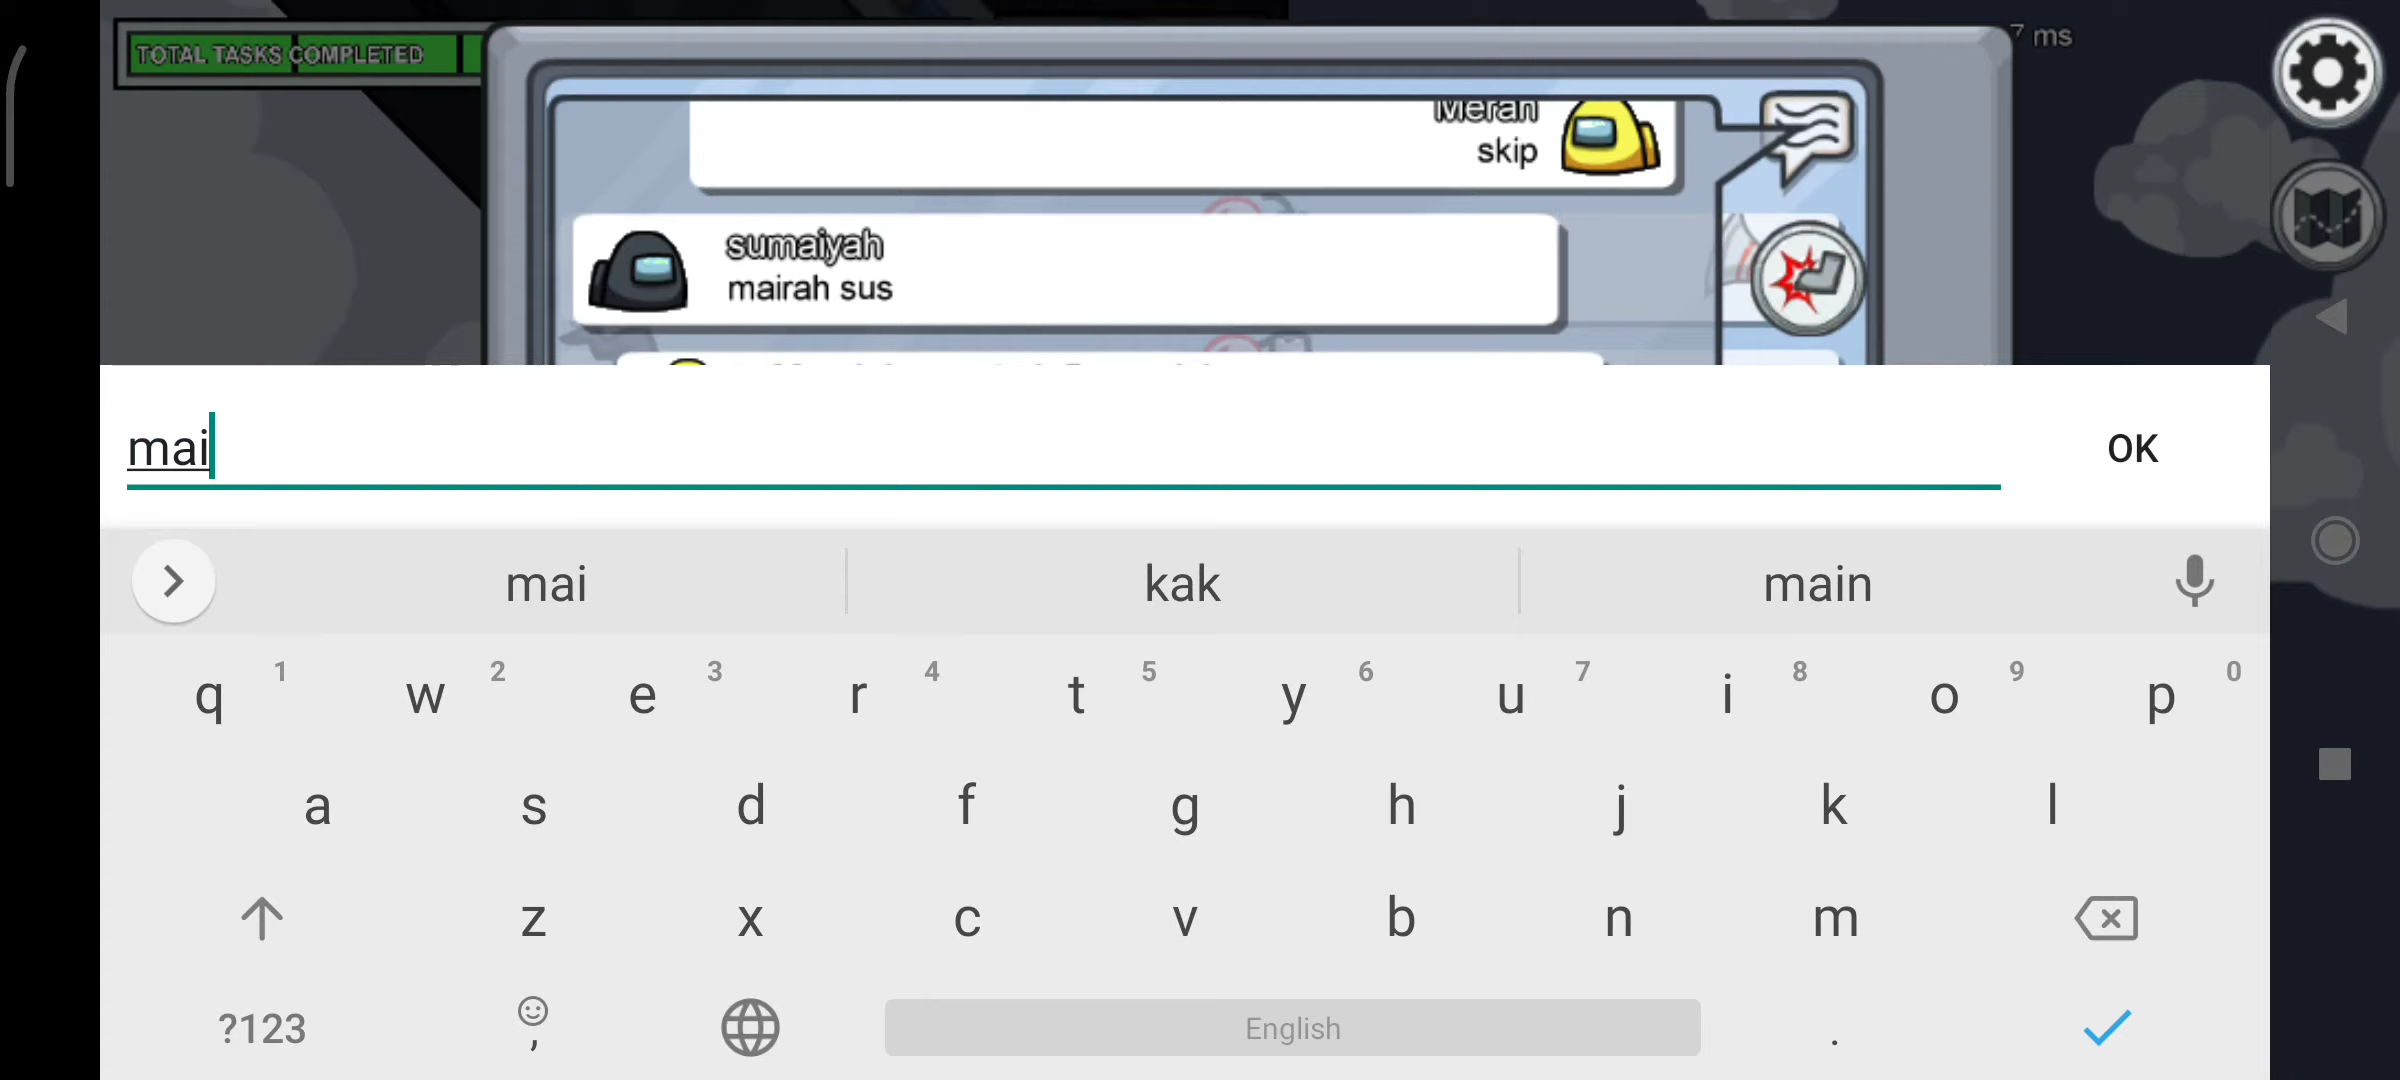 TOTAL TASKS COMPLETED
7 ms
skip
sumaiyah
mairah sus
mai
OK
mai kak main
q 1 w 2 e 3 r 4 t 5 y 6 u 7 i 8 o 9 p 0
a s d f g h j k l
z x c v b n m
?123 , English .